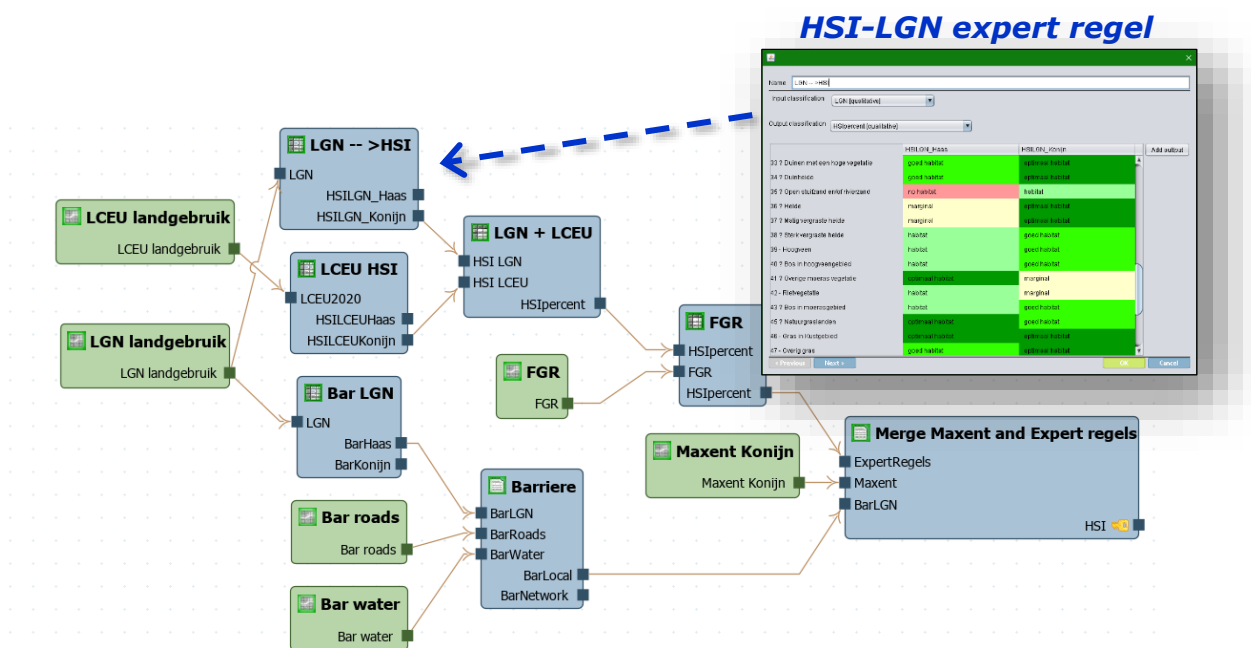 HSI-LGN expert regel
Name LGN -- >HSI
Input classification LGN (qualitative)
Output classification HSIpercent (qualitative)
HSILGN_Haas HSILGN_Konijn Add output
33 ? Duinen met een hoge vegetatie goed habitat optimaal habitat
34 ? Duinheide goed habitat optimaal habitat
35 ? Open stuifzand en/of rivierzand no habitat habitat
36 ? Heide marginal optimaal habitat
37 ? Matig vergraste heide marginal optimaal habitat
38 ? Sterk vergraste heide habitat goed habitat
39 - Hoogveen habitat goed habitat
40 ? Bos in hoogveengebied habitat goed habitat
41 ? Overige moeras vegetatie optimaal habitat marginal
42 - Rietvegetatie habitat marginal
43 ? Bos in moerasgebied habitat goed habitat
45 ? Natuurgraslanden optimaal habitat goed habitat
46 - Gras in kustgebied optimaal habitat optimaal habitat
47 - Overig gras goed habitat optimaal habitat
< Previous Next > OK Cancel
LGN -- >HSI
LGN
HSILGN_Haas
HSILGN_Konijn
LCEU landgebruik
LCEU landgebruik
LGN landgebruik
LGN landgebruik
LCEU HSI
LCEU2020
HSILCEUHaas
HSILCEUKonijn
LGN + LCEU
HSI LGN
HSI LCEU
HSIpercent
Bar LGN
LGN
BarHaas
BarKonijn
FGR
FGR
FGR
HSIpercent
FGR
HSIpercent
Bar roads
Bar roads
Bar water
Bar water
Barriere
BarLGN
BarRoads
BarWater
BarLocal
BarNetwork
Maxent Konijn
Maxent Konijn
Merge Maxent and Expert regels
ExpertRegels
Maxent
BarLGN
HSI